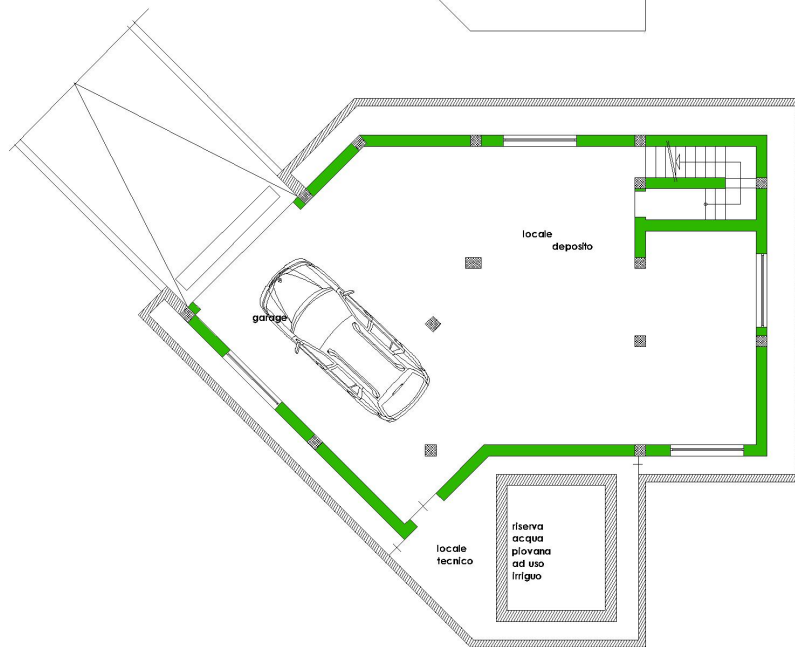 locale
deposito
garage
locale
tecnico
riserva
acqua
piovana
ad uso
irriguo